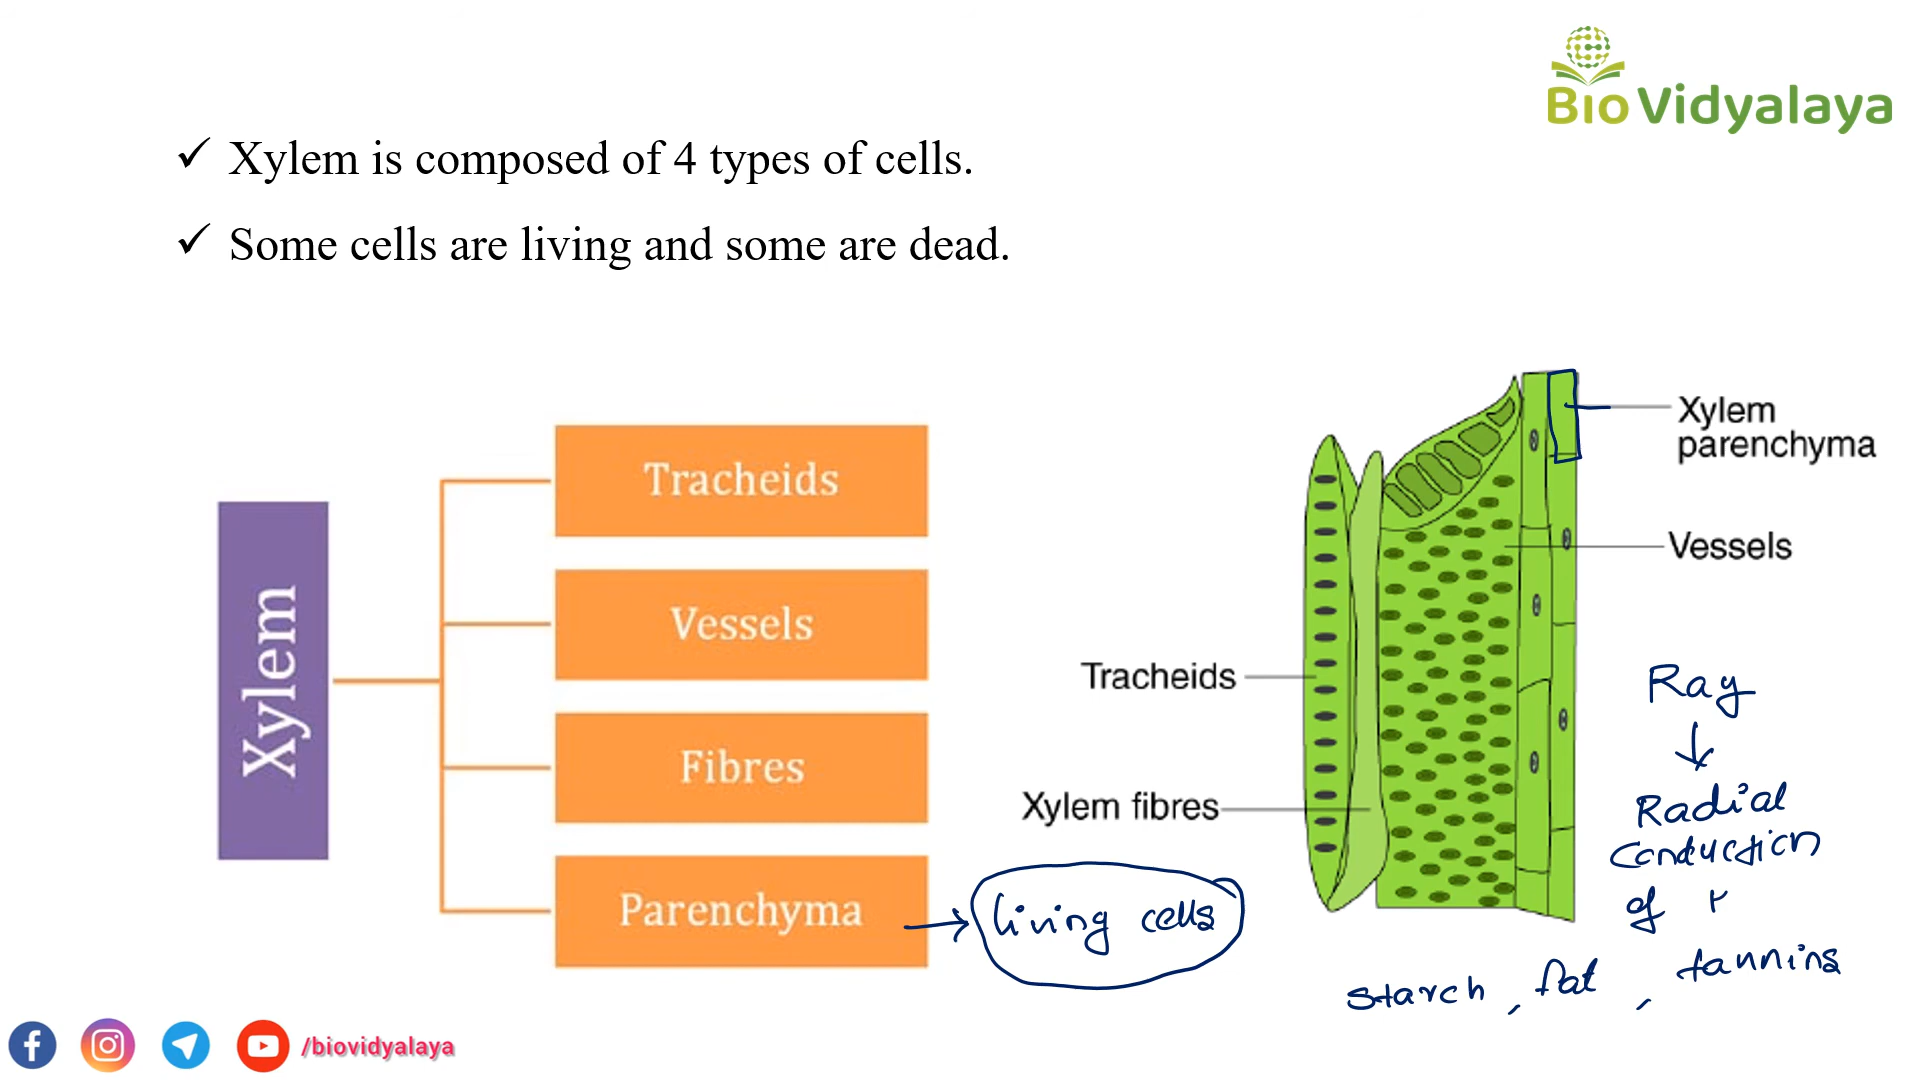 Bio Vidyalaya
✓ Xylem is composed of 4 types of cells.
✓ Some cells are living and some are dead.
Xylem
Tracheids
Vessels
Fibres
Parenchyma
living cells
Xylem
parenchyma
Vessels
Tracheids
Xylem fibres
Ray
Radial
conduction
of
starch, fat, tannins
/biovidyalaya